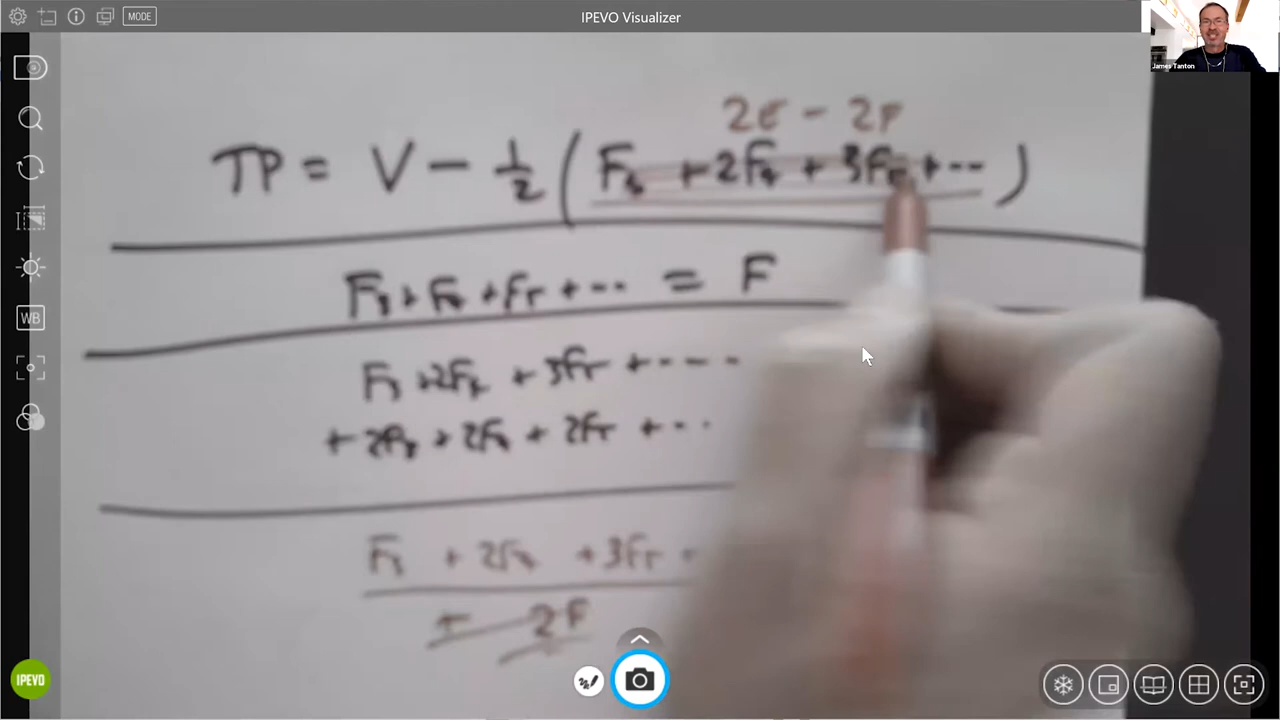 MODE
IPEVO Visualizer
James Tanton
2E - 2F
TP = V - 1/2 ( F₃ + 2F₄ + 3F₅ + -- )
F₃ + F₄ + F₅ + ... = F
F₃ + 2F₄ + 3F₅ + ----
+ 2F₃ + 2F₄ + 2F₅ + ...
WB
F₃ + 2F₄ + 3F₅
+ 2F
IPEVO